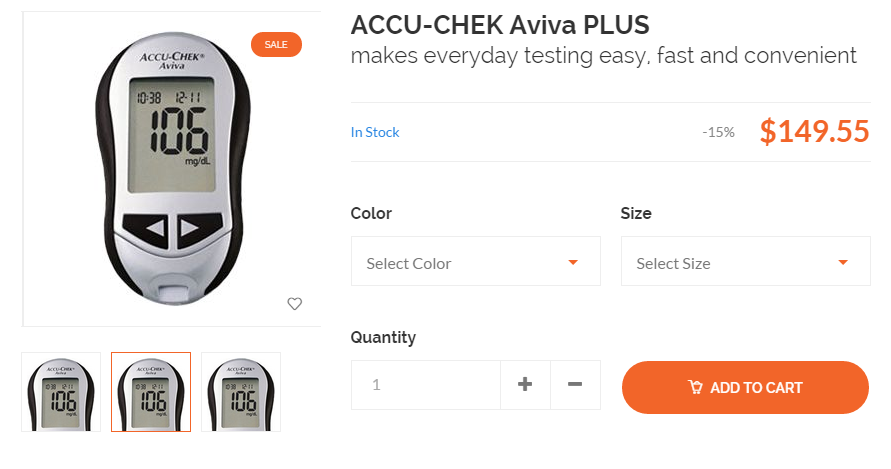 ACCU-CHEK Aviva PLUS
makes everyday testing easy, fast and convenient
SALE
ACCU-CHEK®
Aviva
10:38 12-11
106
mg/dL
In Stock
-15%
$149.55
Color
Size
Select Color
Select Size
Quantity
1
ADD TO CART
ACCU-CHEK®
Aviva
10:38 12-11
106
mg/dL
ACCU-CHEK®
Aviva
10:38 12-11
106
mg/dL
ACCU-CHEK®
Aviva
10:38 12-11
106
mg/dL